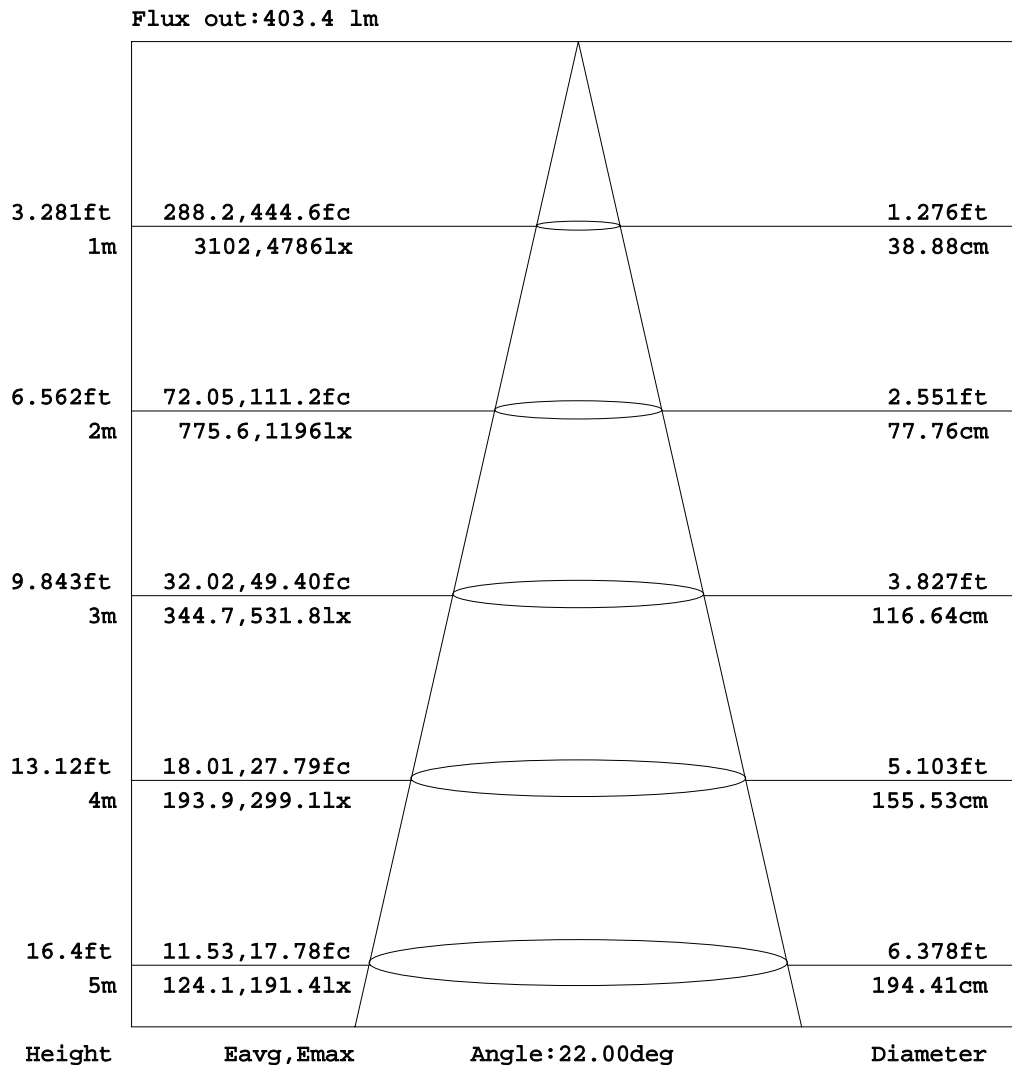 Flux out:403.4 lm
3.281ft 288.2,444.6fc 1.276ft
1m 3102,4786lx 38.88cm
6.562ft 72.05,111.2fc 2.551ft
2m 775.6,1196lx 77.76cm
9.843ft 32.02,49.40fc 3.827ft
3m 344.7,531.8lx 116.64cm
13.12ft 18.01,27.79fc 5.103ft
4m 193.9,299.1lx 155.53cm
16.4ft 11.53,17.78fc 6.378ft
5m 124.1,191.4lx 194.41cm
Height Eavg,Emax Angle:22.00deg Diameter